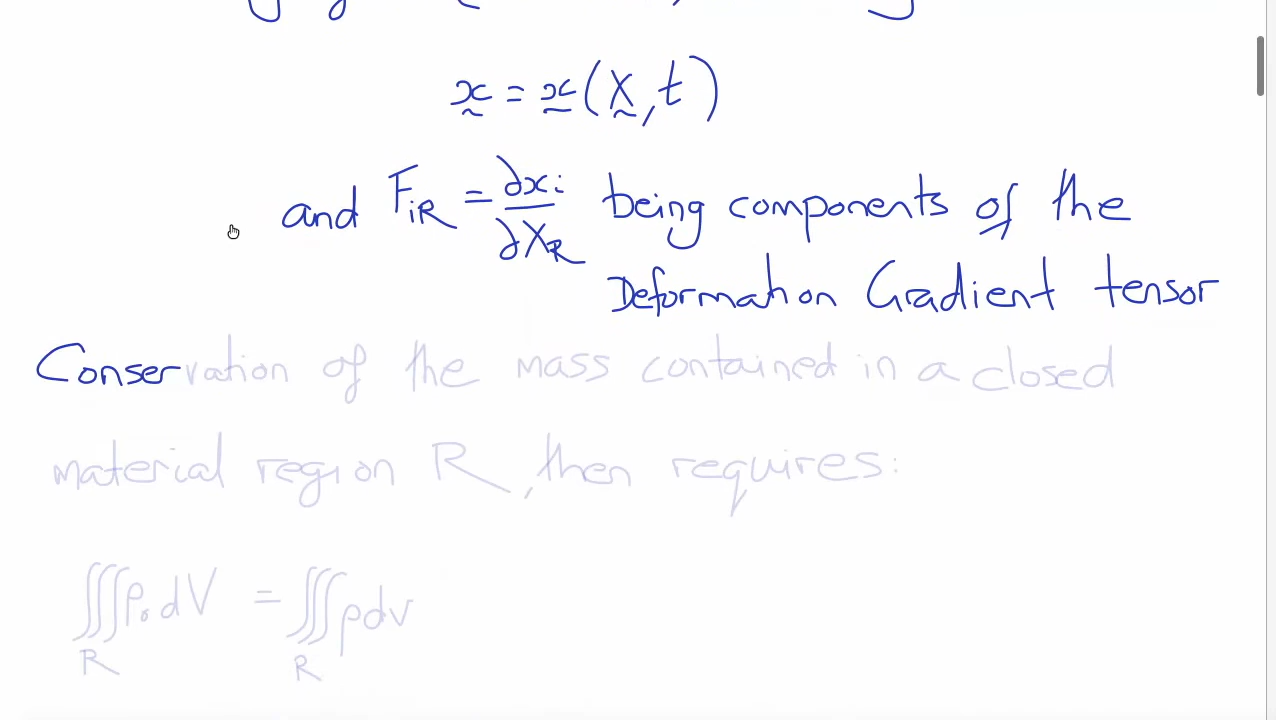 x = x(X, t)
and F_iR = ∂x_i/∂X_R being components of the
Deformation Gradient tensor
Conservation of the mass contained in a closed
material region R, then requires:
∭_R ρ₀ dV = ∭_R ρ dv